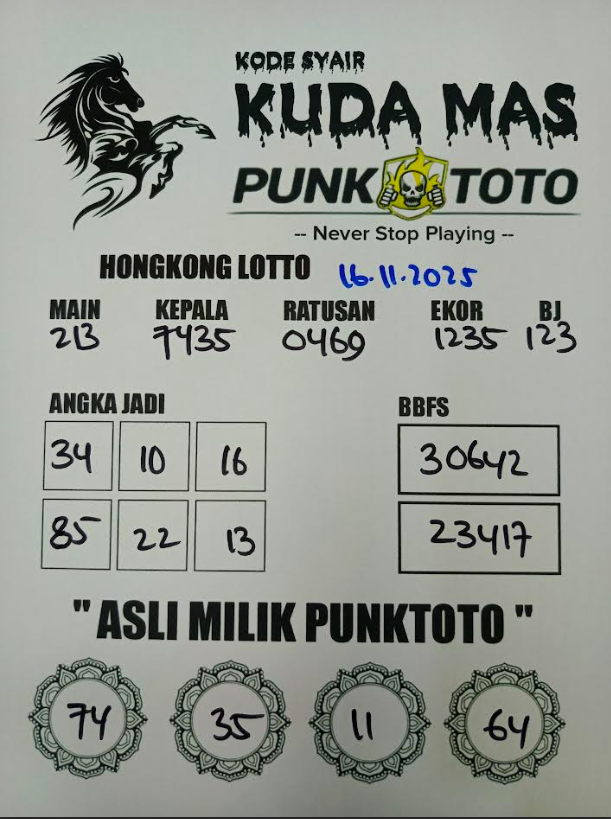 KODE SYAIR
KUDA MAS
PUNK TOTO
-- Never Stop Playing --
HONGKONG LOTTO 16.11.2025
MAIN KEPALA RATUSAN EKOR BJ
213 7435 0469 1235 123
ANGKA JADI BBFS
34 10 16 30642
85 22 13 23417
" ASLI MILIK PUNKTOTO "
74 35 11 64